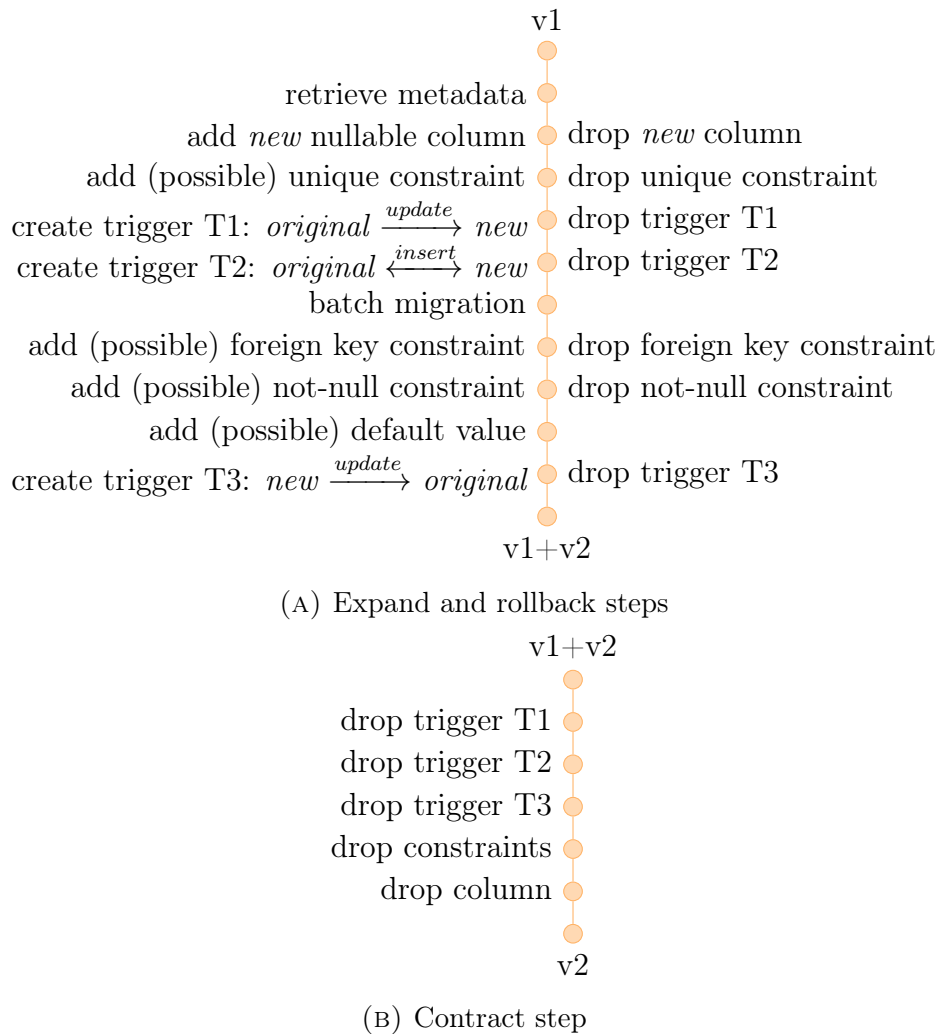 v1
retrieve metadata
add new nullable column drop new column
add (possible) unique constraint drop unique constraint
create trigger T1: original update→ new drop trigger T1
create trigger T2: original ←insert→ new drop trigger T2
batch migration
add (possible) foreign key constraint drop foreign key constraint
add (possible) not-null constraint drop not-null constraint
add (possible) default value
create trigger T3: new update→ original drop trigger T3
v1+v2
(A) Expand and rollback steps
v1+v2
drop trigger T1
drop trigger T2
drop trigger T3
drop constraints
drop column
v2
(B) Contract step